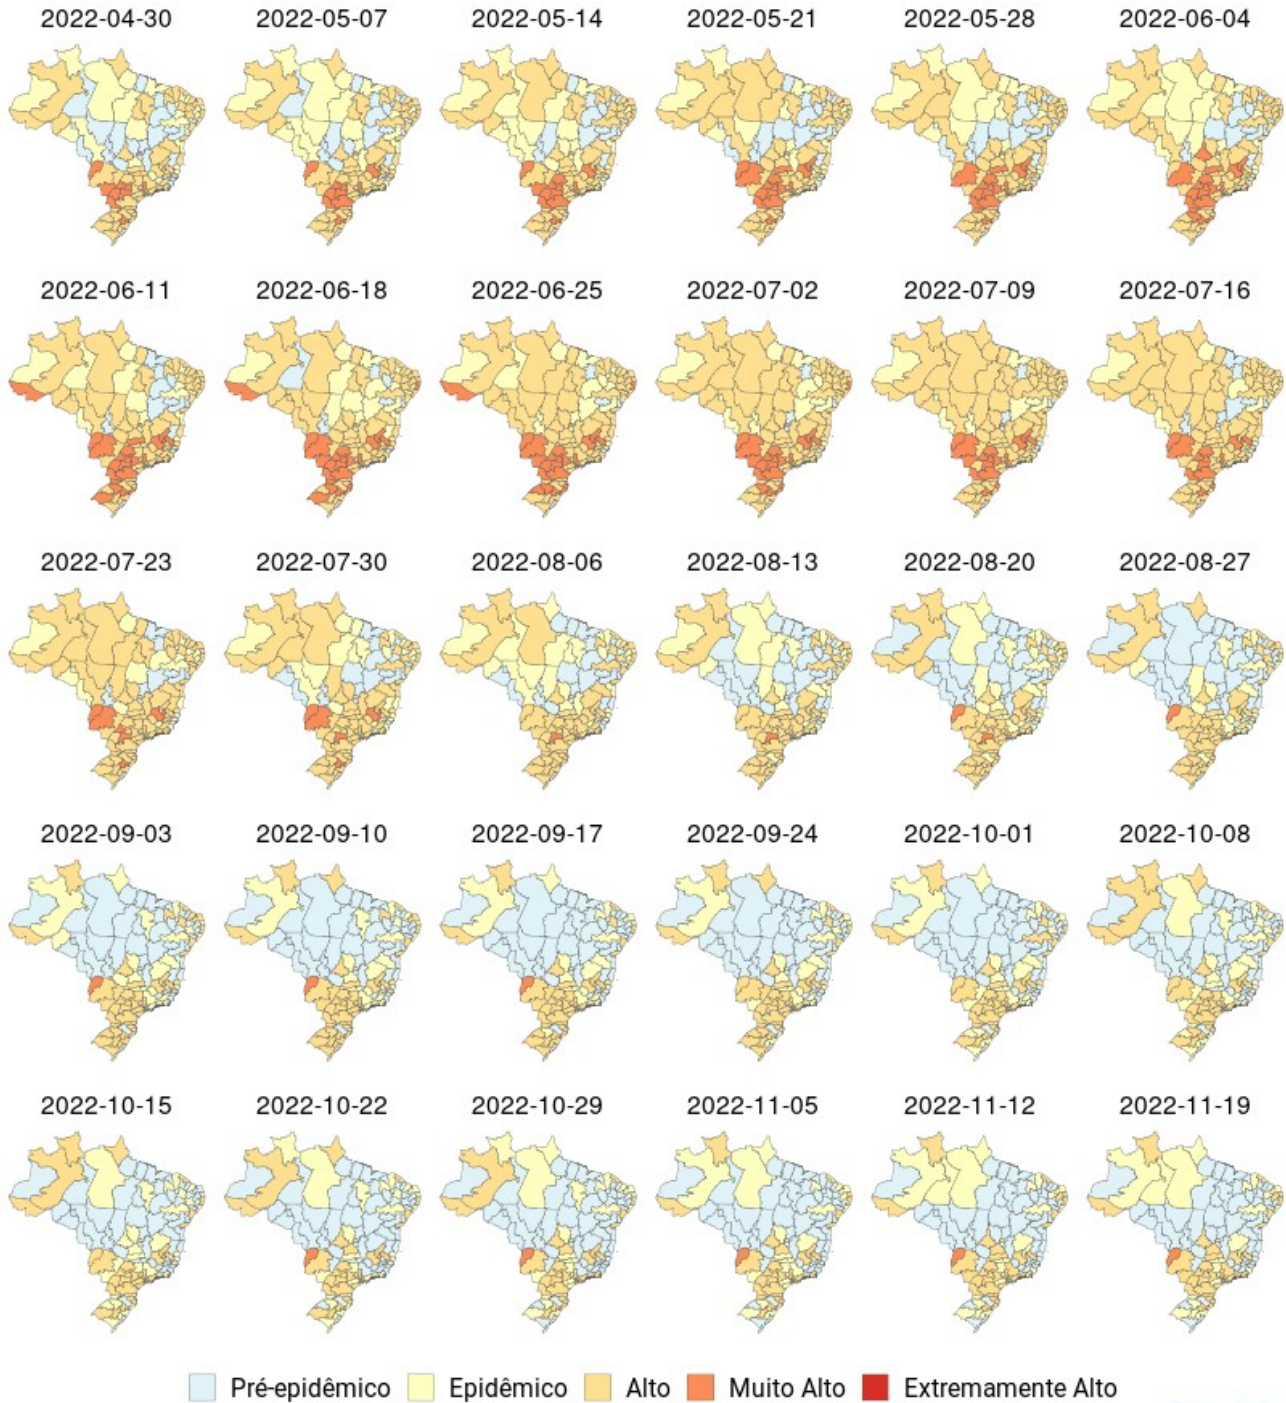 2022-04-30 2022-05-07 2022-05-14 2022-05-21 2022-05-28 2022-06-04
2022-06-11 2022-06-18 2022-06-25 2022-07-02 2022-07-09 2022-07-16
2022-07-23 2022-07-30 2022-08-06 2022-08-13 2022-08-20 2022-08-27
2022-09-03 2022-09-10 2022-09-17 2022-09-24 2022-10-01 2022-10-08
2022-10-15 2022-10-22 2022-10-29 2022-11-05 2022-11-12 2022-11-19
Pré-epidêmico Epidêmico Alto Muito Alto Extremamente Alto